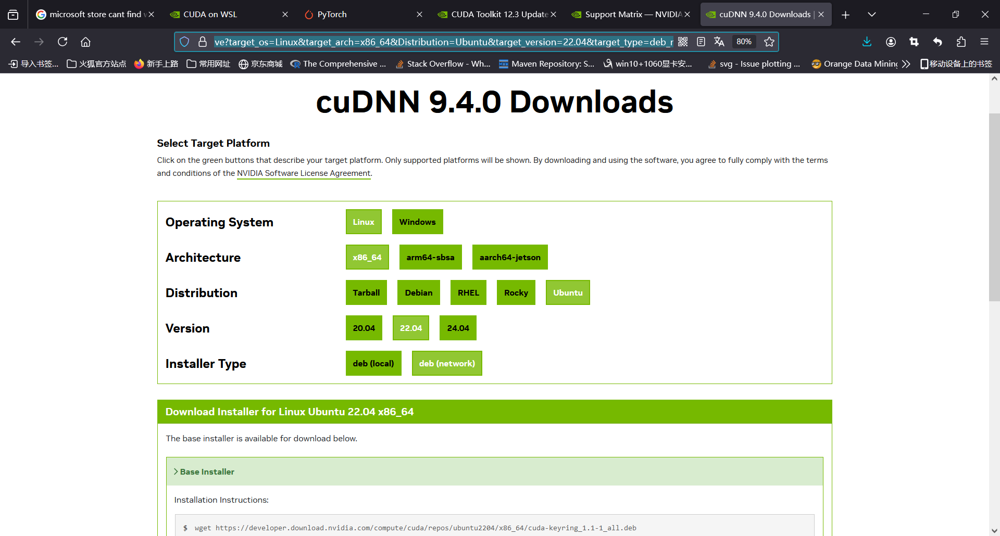 microsoft store cant find
CUDA on WSL
PyTorch
CUDA Toolkit 12.3 Update
Support Matrix — NVIDIA
cuDNN 9.4.0 Downloads |
ve?target_os=Linux&target_arch=x86_64&Distribution=Ubuntu&target_version=22.04&target_type=deb_
80%
导入书签...
火狐官方站点
新手上路
常用网址
京东商城
The Comprehensive ...
Stack Overflow - Wh...
Maven Repository: S...
win10+1060显卡安...
svg - Issue plotting ...
Orange Data Mining
移动设备上的书签
cuDNN 9.4.0 Downloads
Select Target Platform
Click on the green buttons that describe your target platform. Only supported platforms will be shown. By downloading and using the software, you agree to fully comply with the terms
and conditions of the NVIDIA Software License Agreement.
Operating System
Linux
Windows
Architecture
x86_64
arm64-sbsa
aarch64-jetson
Distribution
Tarball
Debian
RHEL
Rocky
Ubuntu
Version
20.04
22.04
24.04
Installer Type
deb (local)
deb (network)
Download Installer for Linux Ubuntu 22.04 x86_64
The base installer is available for download below.
Base Installer
Installation Instructions:
$ wget https://developer.download.nvidia.com/compute/cuda/repos/ubuntu2204/x86_64/cuda-keyring_1.1-1_all.deb